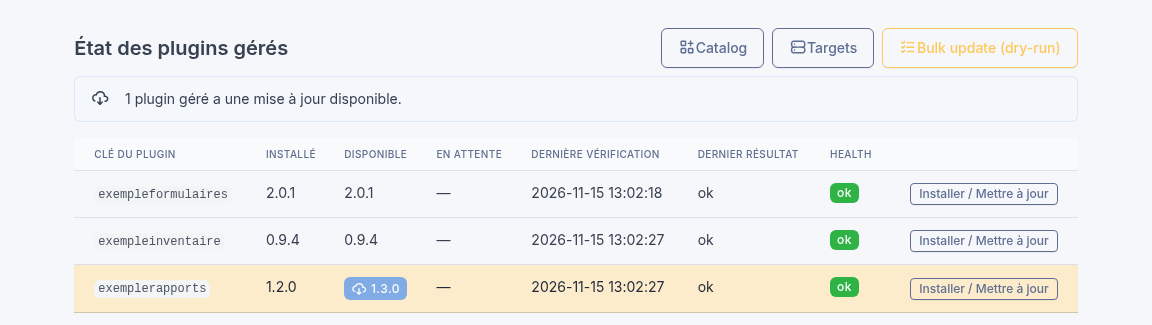 État des plugins gérés
Catalog
Targets
Bulk update (dry-run)
1 plugin géré a une mise à jour disponible.
CLÉ DU PLUGIN INSTALLÉ DISPONIBLE EN ATTENTE DERNIÈRE VÉRIFICATION DERNIER RÉSULTAT HEALTH
exempleformulaires 2.0.1 2.0.1 — 2026-11-15 13:02:18 ok ok Installer / Mettre à jour
exempleinventaire 0.9.4 0.9.4 — 2026-11-15 13:02:27 ok ok Installer / Mettre à jour
exemplerapports 1.2.0 1.3.0 — 2026-11-15 13:02:27 ok ok Installer / Mettre à jour